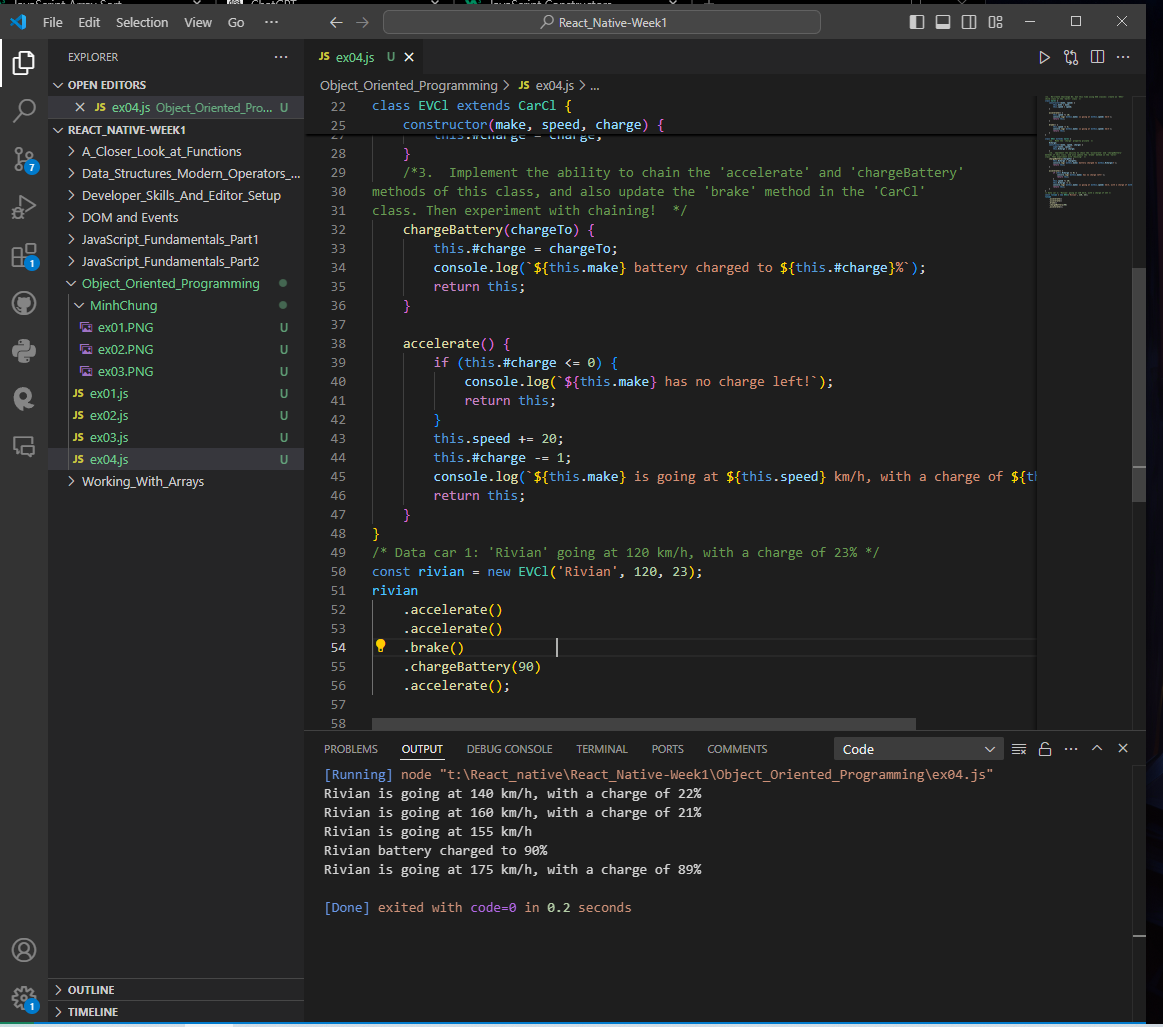 File Edit Selection View Go ··· React_Native-Week1
EXPLORER
OPEN EDITORS
JS ex04.js Object_Oriented_Pro... U
REACT_NATIVE-WEEK1
A_Closer_Look_at_Functions
Data_Structures_Modern_Operators_...
Developer_Skills_And_Editor_Setup
DOM and Events
JavaScript_Fundamentals_Part1
JavaScript_Fundamentals_Part2
Object_Oriented_Programming
MinhChung
ex01.PNG U
ex02.PNG U
ex03.PNG U
JS ex01.js U
JS ex02.js U
JS ex03.js U
JS ex04.js U
Working_With_Arrays
OUTLINE
TIMELINE
7
1
1
JS ex04.js U
Object_Oriented_Programming > JS ex04.js > ...
22 class EVCl extends CarCl {
25 constructor(make, speed, charge) {
27 this.#charge = charge;
28 }
29 /*3. Implement the ability to chain the 'accelerate' and 'chargeBattery'
30 methods of this class, and also update the 'brake' method in the 'CarCl'
31 class. Then experiment with chaining! */
32 chargeBattery(chargeTo) {
33 this.#charge = chargeTo;
34 console.log(`${this.make} battery charged to ${this.#charge}%`);
35 return this;
36 }
37
38 accelerate() {
39 if (this.#charge <= 0) {
40 console.log(`${this.make} has no charge left!`);
41 return this;
42 }
43 this.speed += 20;
44 this.#charge -= 1;
45 console.log(`${this.make} is going at ${this.speed} km/h, with a charge of ${th
46 return this;
47 }
48 }
49 /* Data car 1: 'Rivian' going at 120 km/h, with a charge of 23% */
50 const rivian = new EVCl('Rivian', 120, 23);
51 rivian
52 .accelerate()
53 .accelerate()
54 .brake()
55 .chargeBattery(90)
56 .accelerate();
57
58
PROBLEMS OUTPUT DEBUG CONSOLE TERMINAL PORTS COMMENTS Code
[Running] node "t:\React_native\React_Native-Week1\Object_Oriented_Programming\ex04.js"
Rivian is going at 140 km/h, with a charge of 22%
Rivian is going at 160 km/h, with a charge of 21%
Rivian is going at 155 km/h
Rivian battery charged to 90%
Rivian is going at 175 km/h, with a charge of 89%
[Done] exited with code=0 in 0.2 seconds